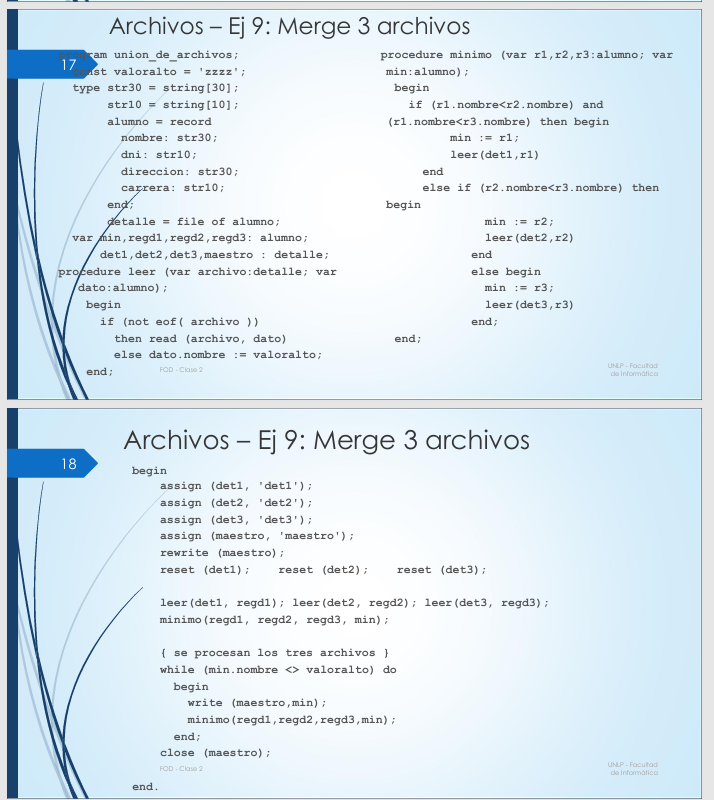 Archivos – Ej 9: Merge 3 archivos
17
program union_de_archivos;
const valoralto = 'zzzz';
type str30 = string[30];
str10 = string[10];
alumno = record
nombre: str30;
dni: str10;
direccion: str30;
carrera: str10;
end;
detalle = file of alumno;
var min,regd1,regd2,regd3: alumno;
det1,det2,det3,maestro : detalle;
procedure leer (var archivo:detalle; var
dato:alumno);
begin
if (not eof( archivo ))
then read (archivo, dato)
else dato.nombre := valoralto;
end;
procedure minimo (var r1,r2,r3:alumno; var
min:alumno);
begin
if (r1.nombre<r2.nombre) and
(r1.nombre<r3.nombre) then begin
min := r1;
leer(det1,r1)
end
else if (r2.nombre<r3.nombre) then
begin
min := r2;
leer(det2,r2)
end
else begin
min := r3;
leer(det3,r3)
end;
end;
FOD - Clase 2
UNLP - Facultad
de Informática
Archivos – Ej 9: Merge 3 archivos
18
begin
assign (det1, 'det1');
assign (det2, 'det2');
assign (det3, 'det3');
assign (maestro, 'maestro');
rewrite (maestro);
reset (det1);    reset (det2);    reset (det3);
leer(det1, regd1); leer(det2, regd2); leer(det3, regd3);
minimo(regd1, regd2, regd3, min);
{ se procesan los tres archivos }
while (min.nombre <> valoralto) do
begin
write (maestro,min);
minimo(regd1,regd2,regd3,min);
end;
close (maestro);
end.
FOD - Clase 2
UNLP - Facultad
de Informática